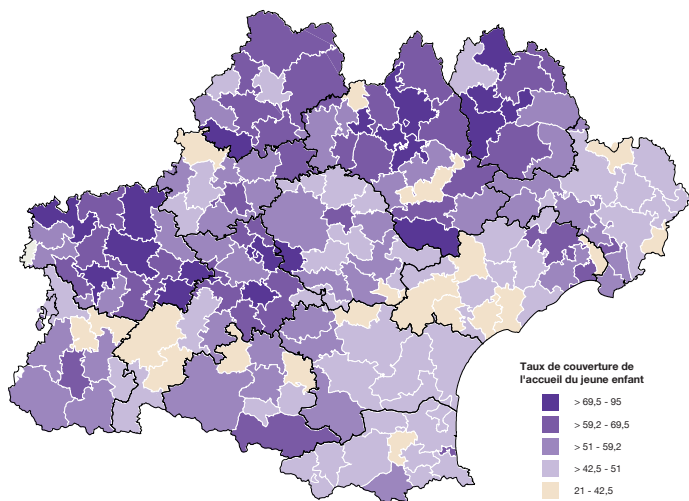 Taux de couverture de
l'accueil du jeune enfant
> 69,5 - 95
> 59,2 - 69,5
> 51 - 59,2
> 42,5 - 51
21 - 42,5